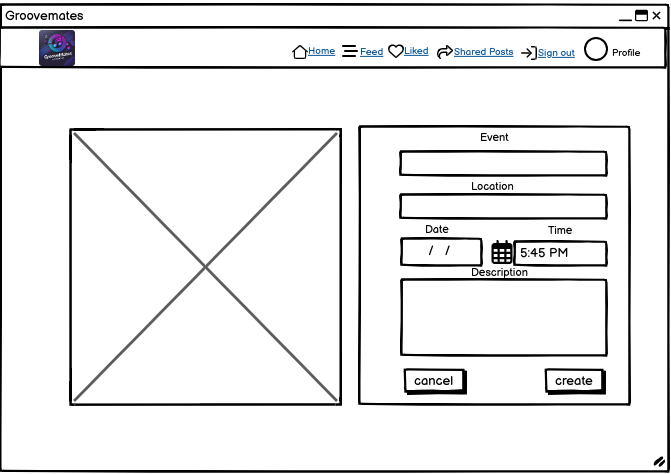 Groovemates
GrooveMates
Home Feed Liked Shared Posts Sign out Profile
Event
Location
Date Time
/ / 5:45 PM
Description
cancel create